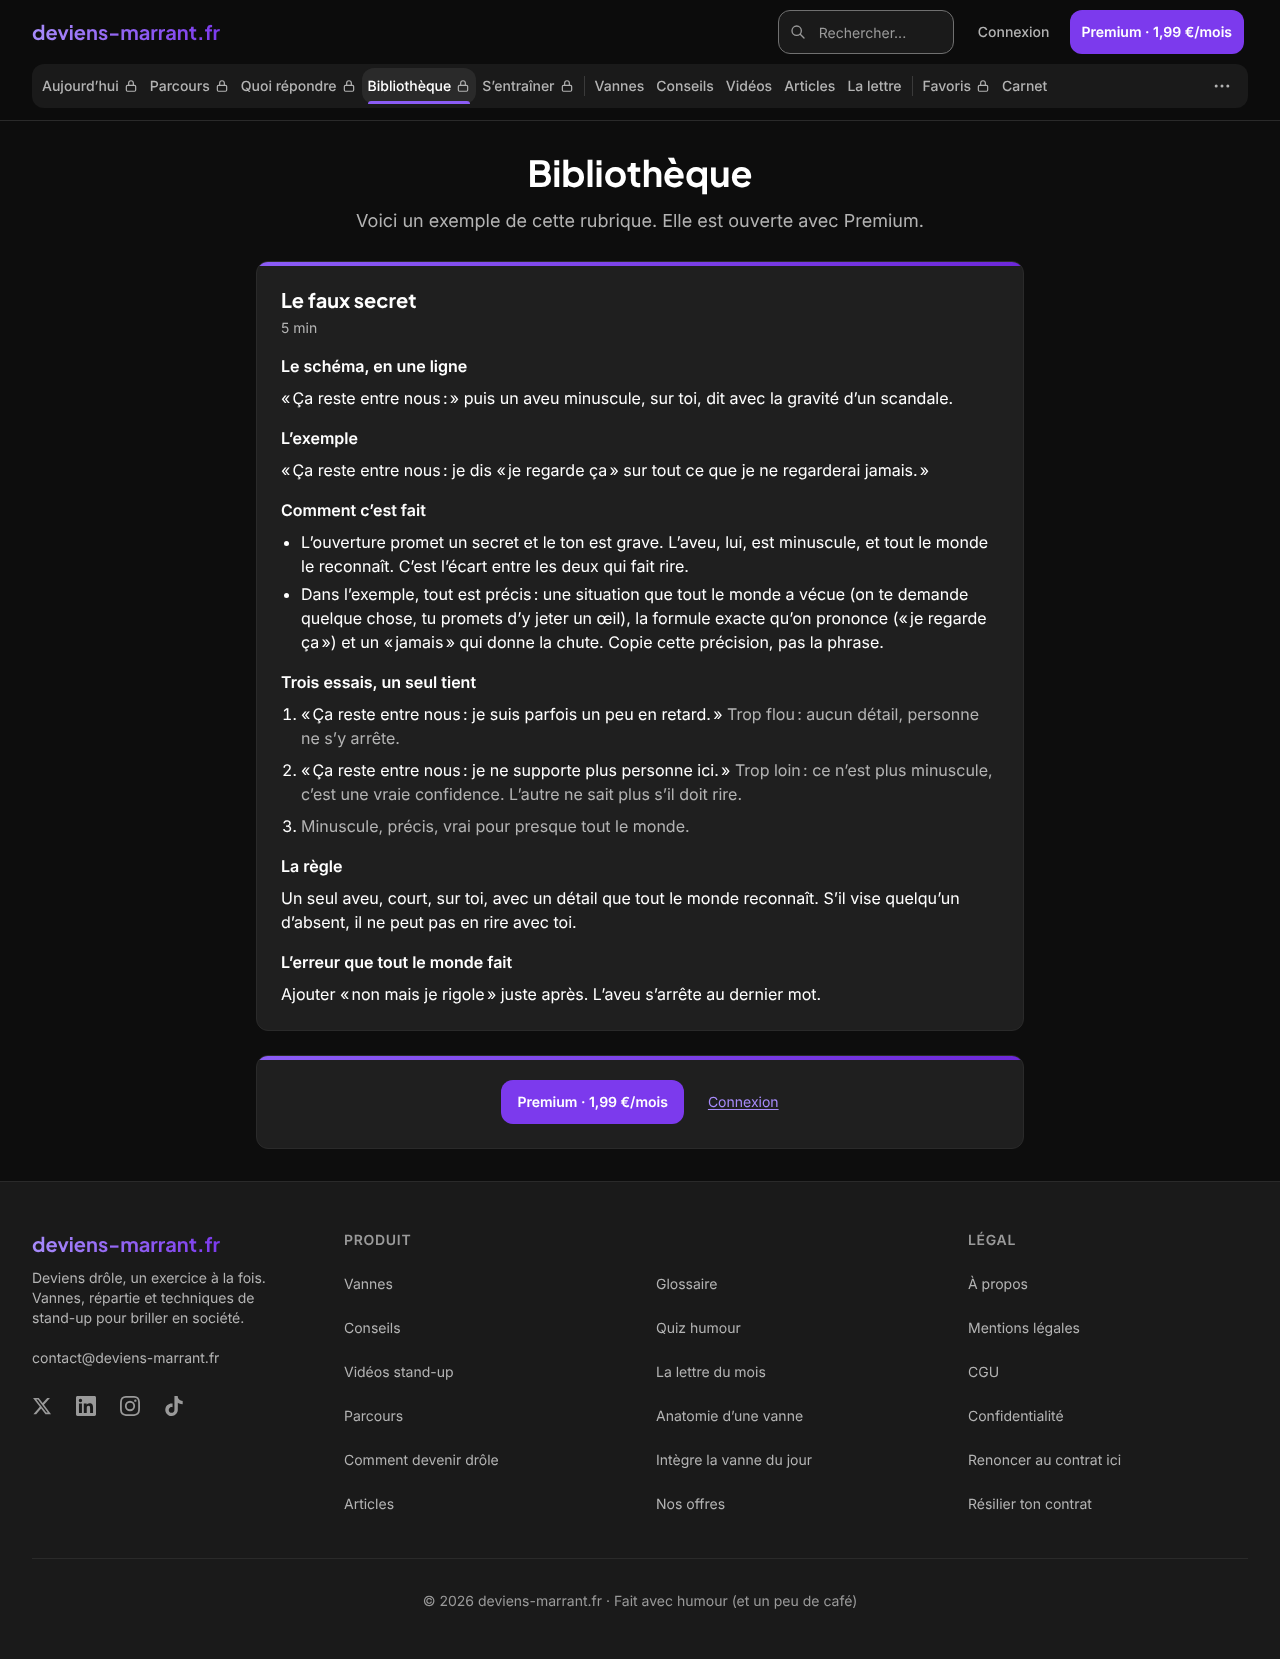 deviens-marrant.fr
Rechercher...
Connexion
Premium · 1,99 €/mois
Aujourd’hui
Parcours
Quoi répondre
Bibliothèque
S’entraîner
Vannes
Conseils
Vidéos
Articles
La lettre
Favoris
Carnet
Bibliothèque
Voici un exemple de cette rubrique. Elle est ouverte avec Premium.
Le faux secret
5 min
Le schéma, en une ligne
« Ça reste entre nous : » puis un aveu minuscule, sur toi, dit avec la gravité d’un scandale.
L’exemple
« Ça reste entre nous : je dis « je regarde ça » sur tout ce que je ne regarderai jamais. »
Comment c’est fait
• L’ouverture promet un secret et le ton est grave. L’aveu, lui, est minuscule, et tout le monde
le reconnaît. C’est l’écart entre les deux qui fait rire.
• Dans l’exemple, tout est précis : une situation que tout le monde a vécue (on te demande
quelque chose, tu promets d’y jeter un œil), la formule exacte qu’on prononce (« je regarde
ça ») et un « jamais » qui donne la chute. Copie cette précision, pas la phrase.
Trois essais, un seul tient
1. « Ça reste entre nous : je suis parfois un peu en retard. » Trop flou : aucun détail, personne
ne s’y arrête.
2. « Ça reste entre nous : je ne supporte plus personne ici. » Trop loin : ce n’est plus minuscule,
c’est une vraie confidence. L’autre ne sait plus s’il doit rire.
3. Minuscule, précis, vrai pour presque tout le monde.
La règle
Un seul aveu, court, sur toi, avec un détail que tout le monde reconnaît. S’il vise quelqu’un
d’absent, il ne peut pas en rire avec toi.
L’erreur que tout le monde fait
Ajouter « non mais je rigole » juste après. L’aveu s’arrête au dernier mot.
Premium · 1,99 €/mois
Connexion
deviens-marrant.fr
Deviens drôle, un exercice à la fois.
Vannes, répartie et techniques de
stand-up pour briller en société.
contact@deviens-marrant.fr
PRODUIT
Vannes
Conseils
Vidéos stand-up
Parcours
Comment devenir drôle
Articles
Glossaire
Quiz humour
La lettre du mois
Anatomie d’une vanne
Intègre la vanne du jour
Nos offres
LÉGAL
À propos
Mentions légales
CGU
Confidentialité
Renoncer au contrat ici
Résilier ton contrat
© 2026 deviens-marrant.fr · Fait avec humour (et un peu de café)